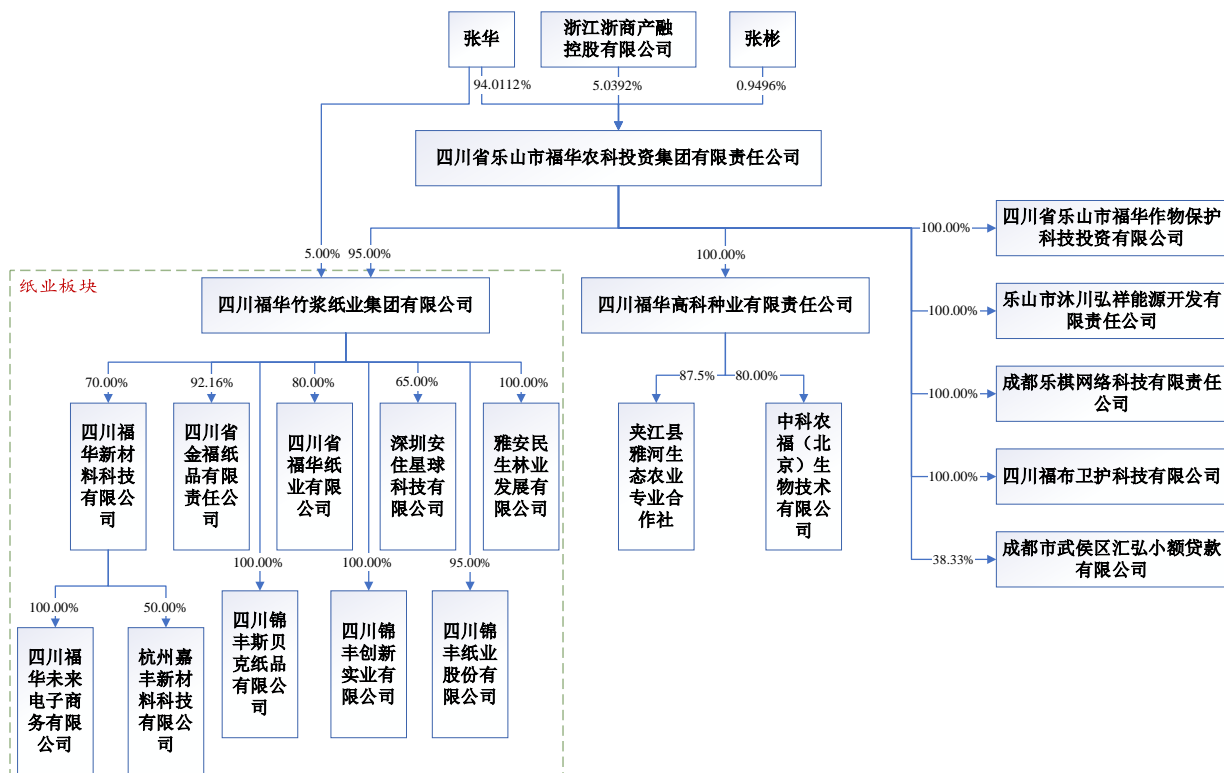 张华
浙江浙商产融
控股有限公司
张彬
94.0112%
5.0392%
0.9496%
四川省乐山市福华农科投资集团有限责任公司
5.00%
95.00%
100.00%
100.00%
四川省乐山市福华作物保护
科技投资有限公司
纸业板块
四川福华竹浆纸业集团有限公司
四川福华高科种业有限责任公司
100.00%
乐山市沐川弘祥能源开发有
限责任公司
70.00%
92.16%
80.00%
65.00%
100.00%
87.5%
80.00%
100.00%
成都乐棋网络科技有限责任
公司
四川福
华新材
料科技
有限公
司
四川省
金福纸
品有限
责任公
司
四川省
福华纸
业有限
公司
深圳安
住星球
科技有
限公司
雅安民
生林业
发展有
限公司
夹江县
雅河生
态农业
专业合
作社
中科农
福（北
京）生
物技术
有限公
司
100.00%
四川福布卫护科技有限公司
100.00%
100.00%
95.00%
38.33%
成都市武侯区汇弘小额贷款
有限公司
100.00%
50.00%
四川福
华未来
电子商
务有限
公司
杭州嘉
丰新材
料科技
有限公
司
四川锦
丰斯贝
克纸品
有限公
司
四川锦
丰创新
实业有
限公司
四川锦
丰纸业
股份有
限公司